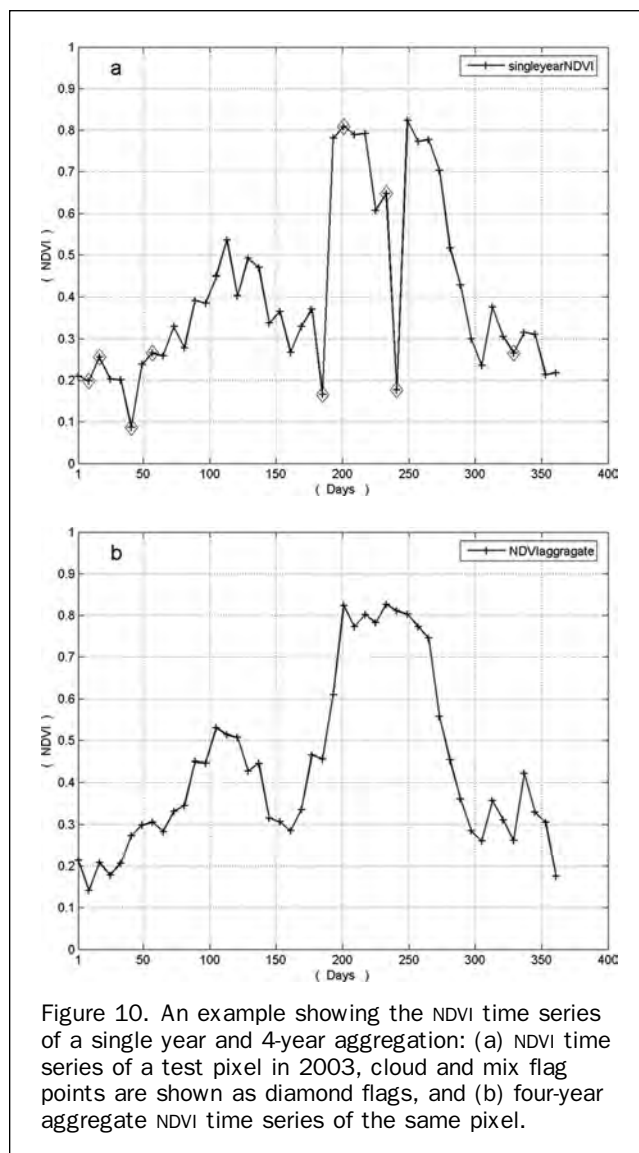 a
singleyearNDVI
1
0.9
0.8
0.7
0.6
0.5
0.4
0.3
0.2
0.1
0
( NDVI )
1 50 100 150 200 250 300 350 400
( Days )
b
NDVIaggragate
1
0.9
0.8
0.7
0.6
0.5
0.4
0.3
0.2
0.1
0
( NDVI )
1 50 100 150 200 250 300 350 400
( Days )
Figure 10. An example showing the NDVI time series
of a single year and 4-year aggregation: (a) NDVI time
series of a test pixel in 2003, cloud and mix flag
points are shown as diamond flags, and (b) four-year
aggregate NDVI time series of the same pixel.